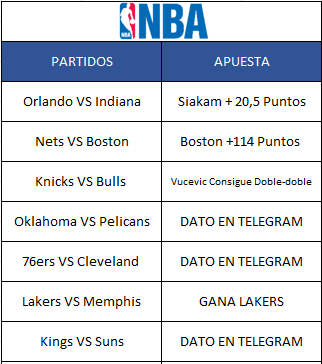 NBA
PARTIDOS APUESTA
Orlando VS Indiana Siakam + 20,5 Puntos
Nets VS Boston Boston +114 Puntos
Knicks VS Bulls Vucevic Consigue Doble-doble
Oklahoma VS Pelicans DATO EN TELEGRAM
76ers VS Cleveland DATO EN TELEGRAM
Lakers VS Memphis GANA LAKERS
Kings VS Suns DATO EN TELEGRAM